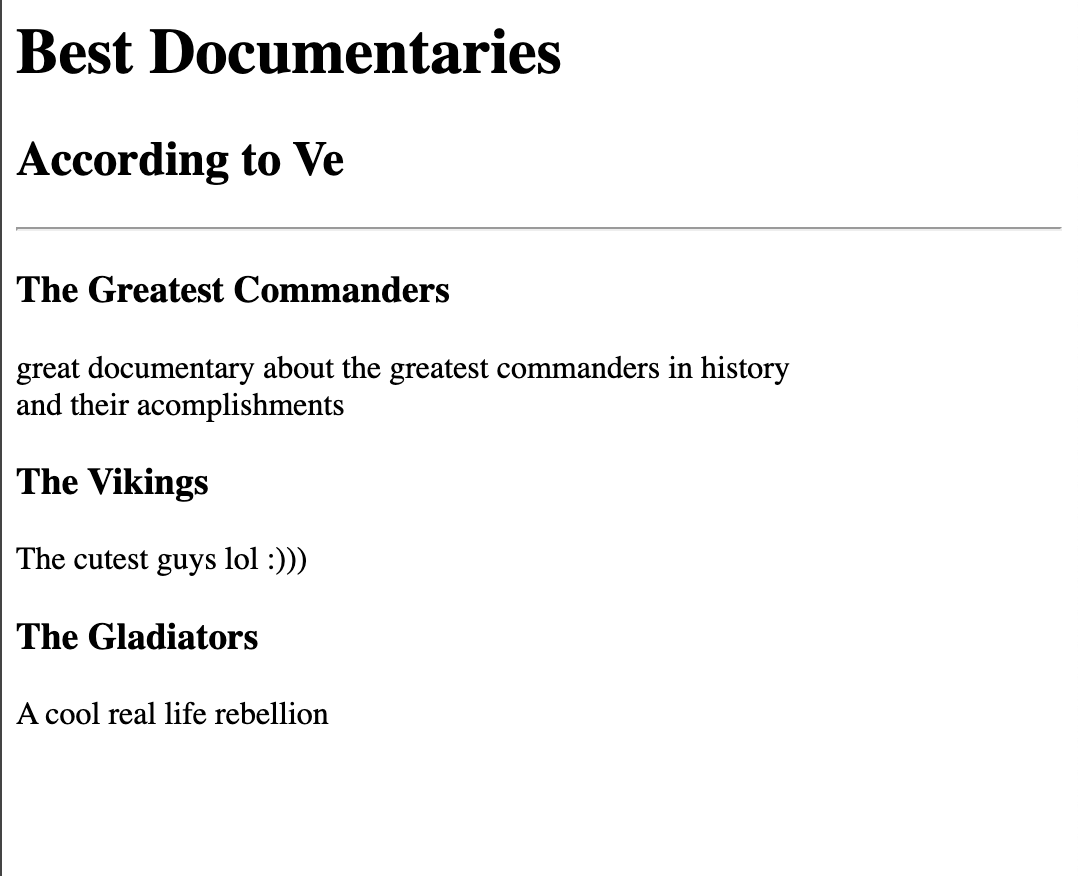 Best Documentaries
According to Ve
The Greatest Commanders
great documentary about the greatest commanders in history
and their acomplishments
The Vikings
The cutest guys lol :)))
The Gladiators
A cool real life rebellion